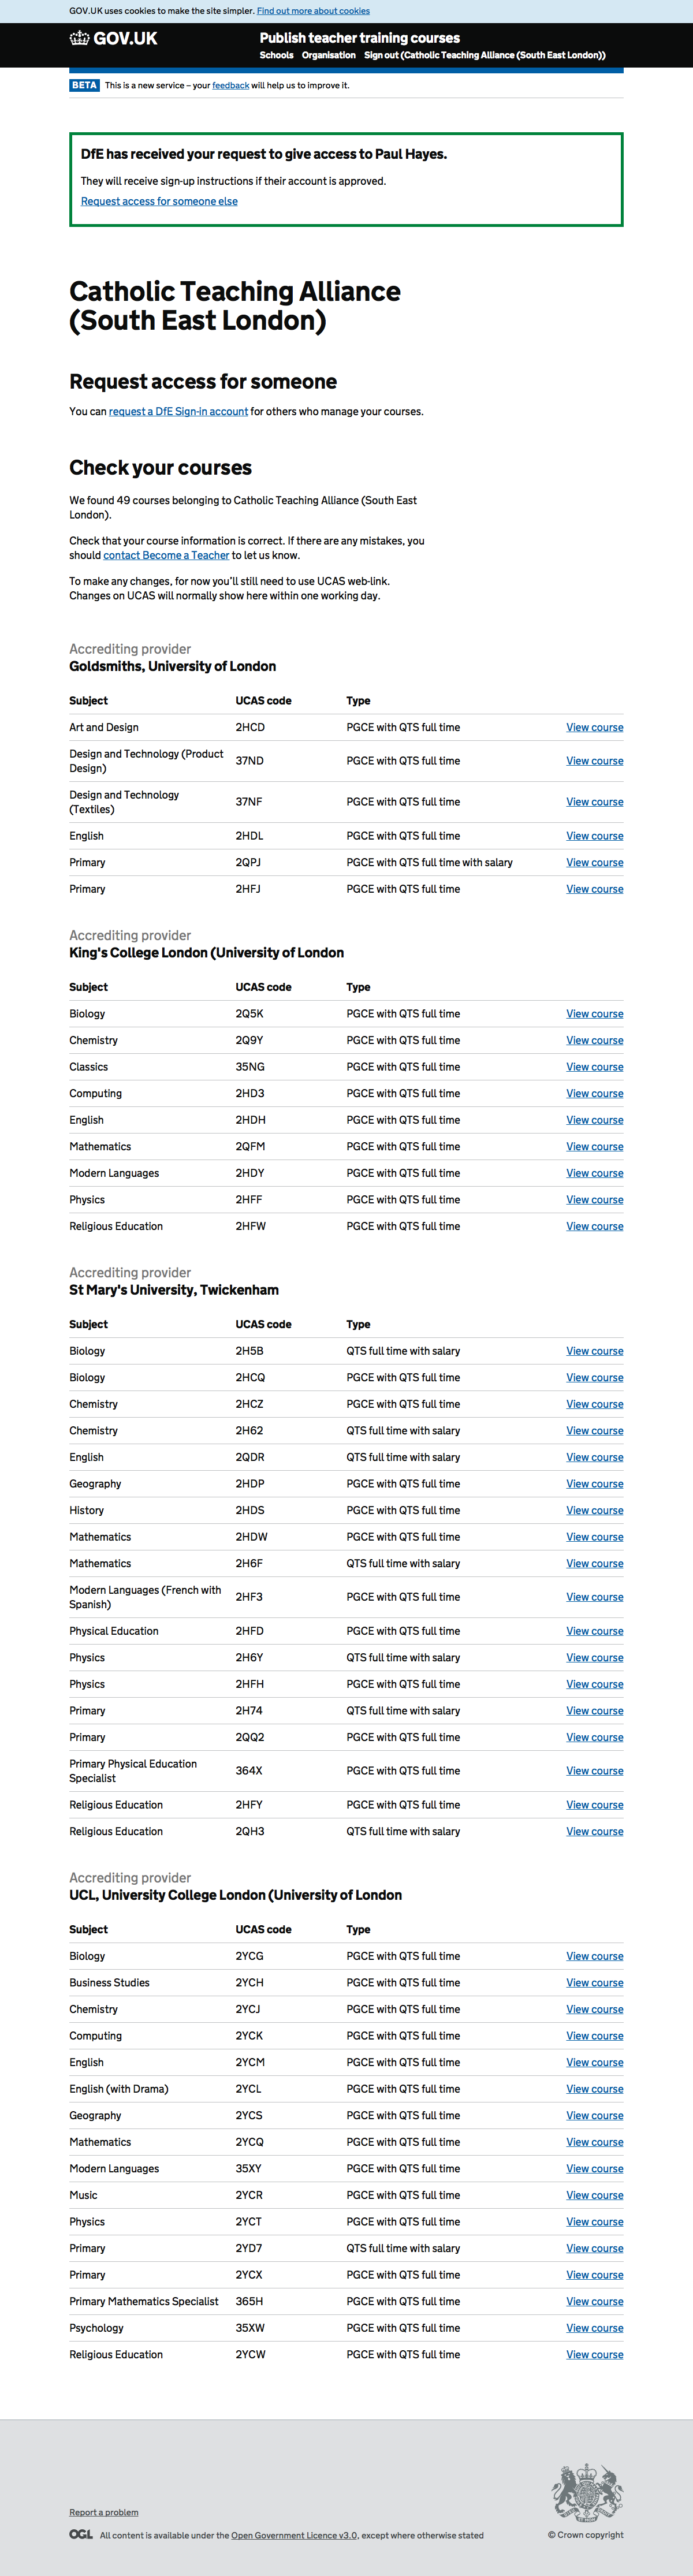 GOV.UK uses cookies to make the site simpler. Find out more about cookies
GOV.UK
Publish teacher training courses
Schools Organisation Sign out (Catholic Teaching Alliance (South East London))
BETA This is a new service – your feedback will help us to improve it.
DfE has received your request to give access to Paul Hayes.
They will receive sign-up instructions if their account is approved.
Request access for someone else
Catholic Teaching Alliance
(South East London)
Request access for someone
You can request a DfE Sign-in account for others who manage your courses.
Check your courses
We found 49 courses belonging to Catholic Teaching Alliance (South East
London).
Check that your course information is correct. If there are any mistakes, you
should contact Become a Teacher to let us know.
To make any changes, for now you’ll still need to use UCAS web-link.
Changes on UCAS will normally show here within one working day.
Accrediting provider
Goldsmiths, University of London
Subject UCAS code Type
Art and Design 2HCD PGCE with QTS full time View course
Design and Technology (Product
Design) 37ND PGCE with QTS full time View course
Design and Technology
(Textiles) 37NF PGCE with QTS full time View course
English 2HDL PGCE with QTS full time View course
Primary 2QPJ PGCE with QTS full time with salary View course
Primary 2HFJ PGCE with QTS full time View course
Accrediting provider
King's College London (University of London
Subject UCAS code Type
Biology 2Q5K PGCE with QTS full time View course
Chemistry 2Q9Y PGCE with QTS full time View course
Classics 35NG PGCE with QTS full time View course
Computing 2HD3 PGCE with QTS full time View course
English 2HDH PGCE with QTS full time View course
Mathematics 2QFM PGCE with QTS full time View course
Modern Languages 2HDY PGCE with QTS full time View course
Physics 2HFF PGCE with QTS full time View course
Religious Education 2HFW PGCE with QTS full time View course
Accrediting provider
St Mary's University, Twickenham
Subject UCAS code Type
Biology 2H5B QTS full time with salary View course
Biology 2HCQ PGCE with QTS full time View course
Chemistry 2HCZ PGCE with QTS full time View course
Chemistry 2H62 QTS full time with salary View course
English 2QDR QTS full time with salary View course
Geography 2HDP PGCE with QTS full time View course
History 2HDS PGCE with QTS full time View course
Mathematics 2HDW PGCE with QTS full time View course
Mathematics 2H6F QTS full time with salary View course
Modern Languages (French with
Spanish) 2HF3 PGCE with QTS full time View course
Physical Education 2HFD PGCE with QTS full time View course
Physics 2H6Y QTS full time with salary View course
Physics 2HFH PGCE with QTS full time View course
Primary 2H74 QTS full time with salary View course
Primary 2QQ2 PGCE with QTS full time View course
Primary Physical Education
Specialist 364X PGCE with QTS full time View course
Religious Education 2HFY PGCE with QTS full time View course
Religious Education 2QH3 QTS full time with salary View course
Accrediting provider
UCL, University College London (University of London
Subject UCAS code Type
Biology 2YCG PGCE with QTS full time View course
Business Studies 2YCH PGCE with QTS full time View course
Chemistry 2YCJ PGCE with QTS full time View course
Computing 2YCK PGCE with QTS full time View course
English 2YCM PGCE with QTS full time View course
English (with Drama) 2YCL PGCE with QTS full time View course
Geography 2YCS PGCE with QTS full time View course
Mathematics 2YCQ PGCE with QTS full time View course
Modern Languages 35XY PGCE with QTS full time View course
Music 2YCR PGCE with QTS full time View course
Physics 2YCT PGCE with QTS full time View course
Primary 2YD7 QTS full time with salary View course
Primary 2YCX PGCE with QTS full time View course
Primary Mathematics Specialist 365H PGCE with QTS full time View course
Psychology 35XW PGCE with QTS full time View course
Religious Education 2YCW PGCE with QTS full time View course
Report a problem
OGL All content is available under the Open Government Licence v3.0, except where otherwise stated
© Crown copyright